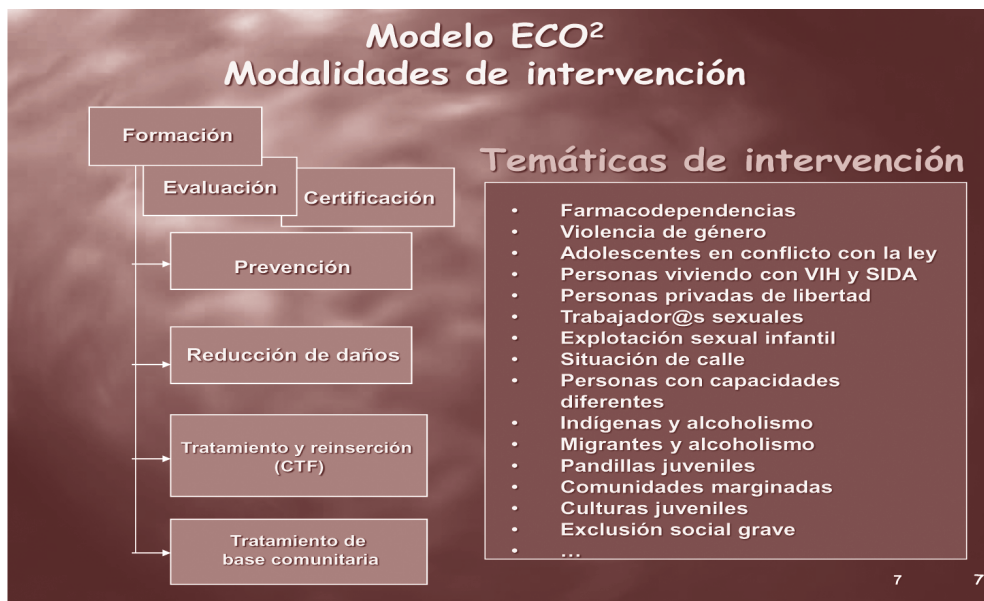 Modelo ECO²
Modalidades de intervención
Formación
Evaluación
Certificación
Prevención
Reducción de daños
Tratamiento y reinserción
(CTF)
Tratamiento de
base comunitaria
Temáticas de intervención
• Farmacodependencias
• Violencia de género
• Adolescentes en conflicto con la ley
• Personas viviendo con VIH y SIDA
• Personas privadas de libertad
• Trabajador@s sexuales
• Explotación sexual infantil
• Situación de calle
• Personas con capacidades
diferentes
• Indígenas y alcoholismo
• Migrantes y alcoholismo
• Pandillas juveniles
• Comunidades marginadas
• Culturas juveniles
• Exclusión social grave
• ...
7 7